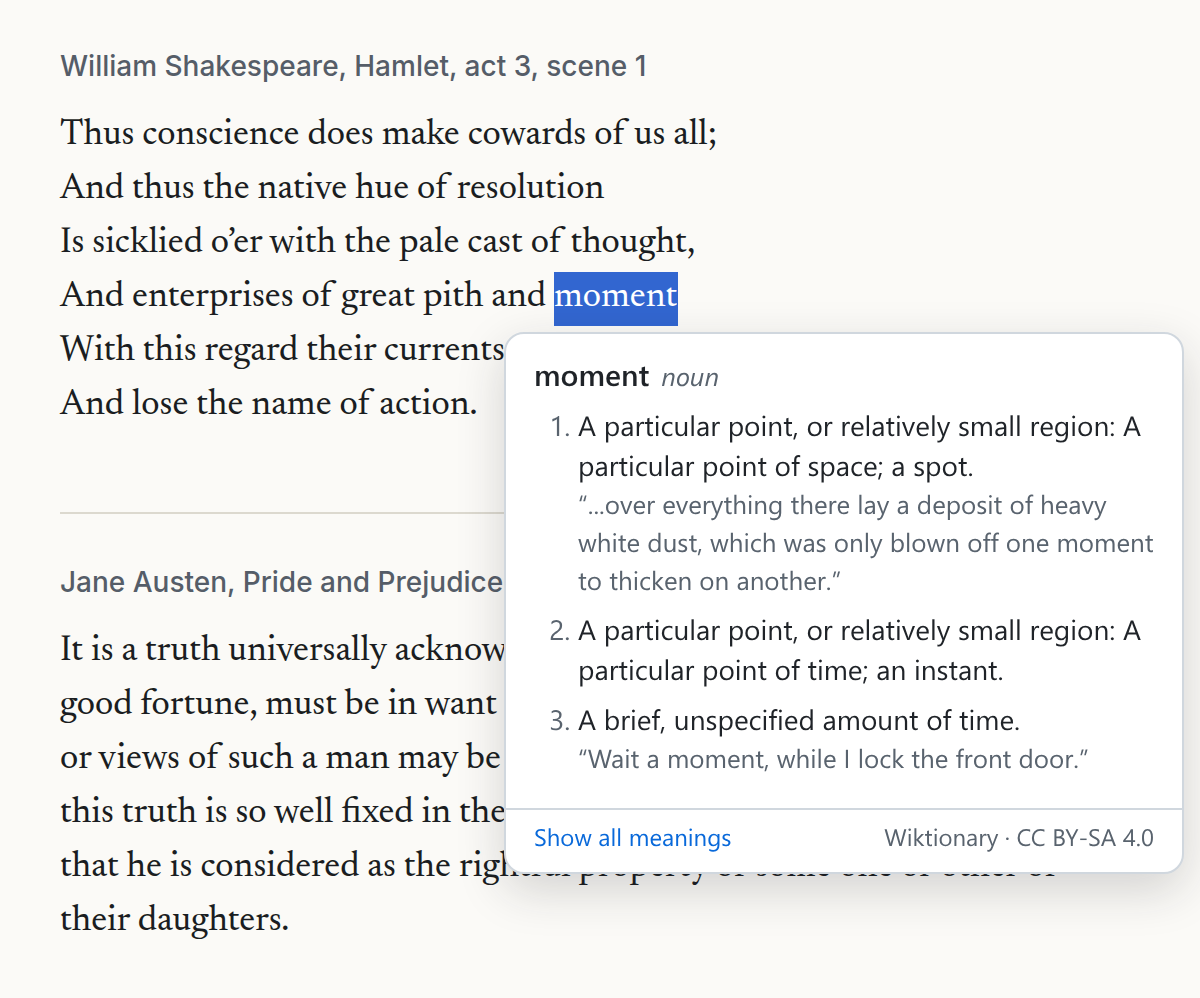 William Shakespeare, Hamlet, act 3, scene 1
Thus conscience does make cowards of us all;
And thus the native hue of resolution
Is sicklied o’er with the pale cast of thought,
And enterprises of great pith and moment
With this regard their currents
And lose the name of action.
moment noun
1. A particular point, or relatively small region: A
particular point of space; a spot.
“...over everything there lay a deposit of heavy
white dust, which was only blown off one moment
to thicken on another.”
2. A particular point, or relatively small region: A
particular point of time; an instant.
3. A brief, unspecified amount of time.
“Wait a moment, while I lock the front door.”
Show all meanings
Wiktionary · CC BY-SA 4.0
Jane Austen, Pride and Prejudice
It is a truth universally
good fortune, must be in want
or views of such a man may be
this truth is so well fixed in the
that he is considered as the
their daughters.